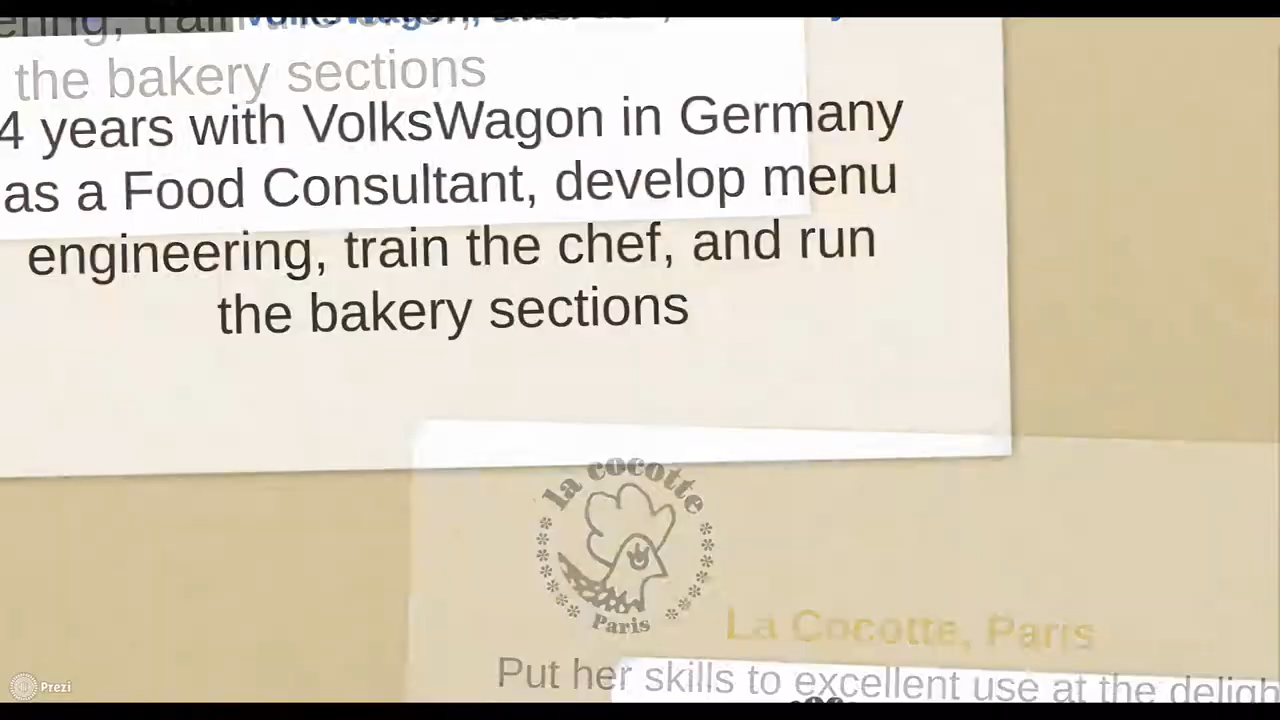 the bakery sections
4 years with VolksWagon in Germany
as a Food Consultant, develop menu
engineering, train the chef, and run
the bakery sections
la cocotte
Paris
La Cocotte, Paris
Put her skills to excellent use at the deligh
Prezi